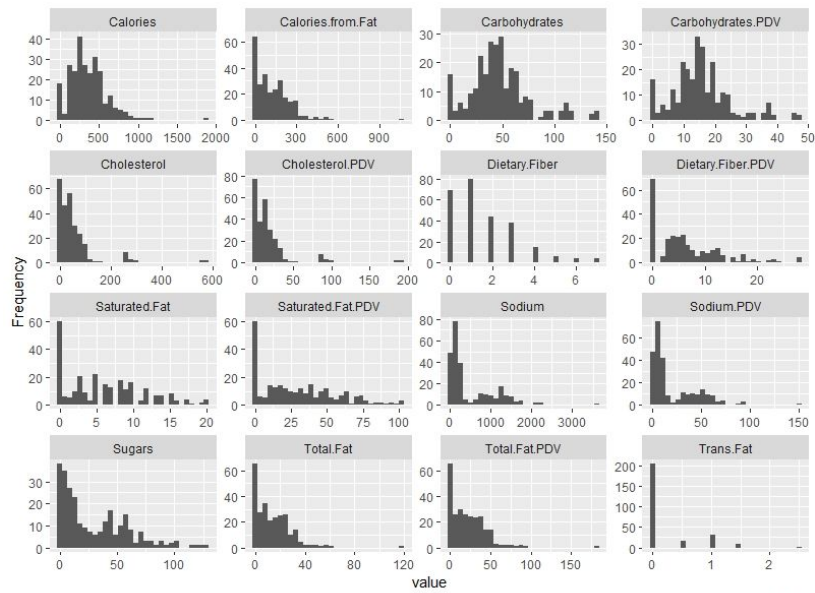 Calories
Calories.from.Fat
Carbohydrates
Carbohydrates.PDV
40
30
20
10
0
0 500 1000 1500 2000
60
40
20
0
0 300 600 900
30
20
10
0
0 50 100 150
30
20
10
0
0 10 20 30 40 50
Cholesterol
Cholesterol.PDV
Dietary.Fiber
Dietary.Fiber.PDV
60
40
20
0
0 200 400 600
80
60
40
20
0
0 50 100 150 200
80
60
40
20
0
0 2 4 6
60
40
20
0
0 10 20
Frequency
Saturated.Fat
Saturated.Fat.PDV
Sodium
Sodium.PDV
60
40
20
0
0 5 10 15 20
60
40
20
0
0 25 50 75 100
80
60
40
20
0
0 1000 2000 3000
60
40
20
0
0 50 100 150
Sugars
Total.Fat
Total.Fat.PDV
Trans.Fat
30
20
10
0
0 50 100
60
40
20
0
0 40 80 120
60
40
20
0
0 50 100 150
200
150
100
50
0
0 1 2
value